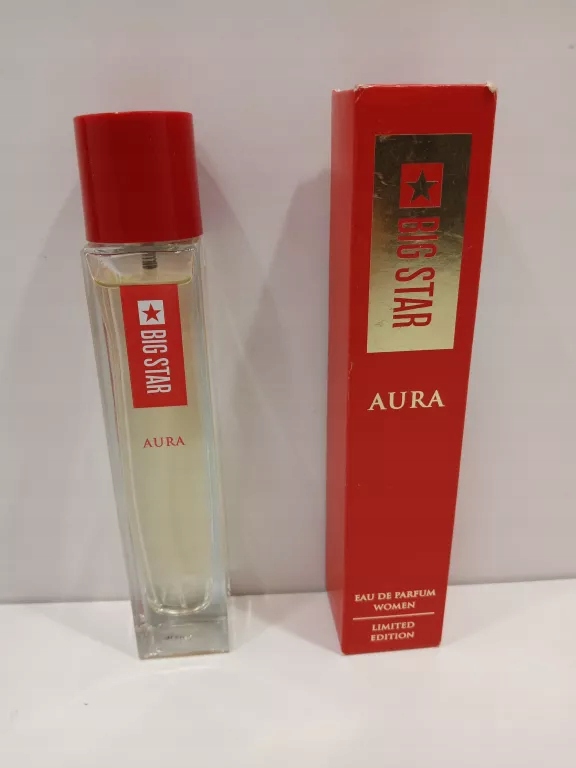 BIG STAR
AURA
BIG STAR
AURA
EAU DE PARFUM
WOMEN
LIMITED
EDITION